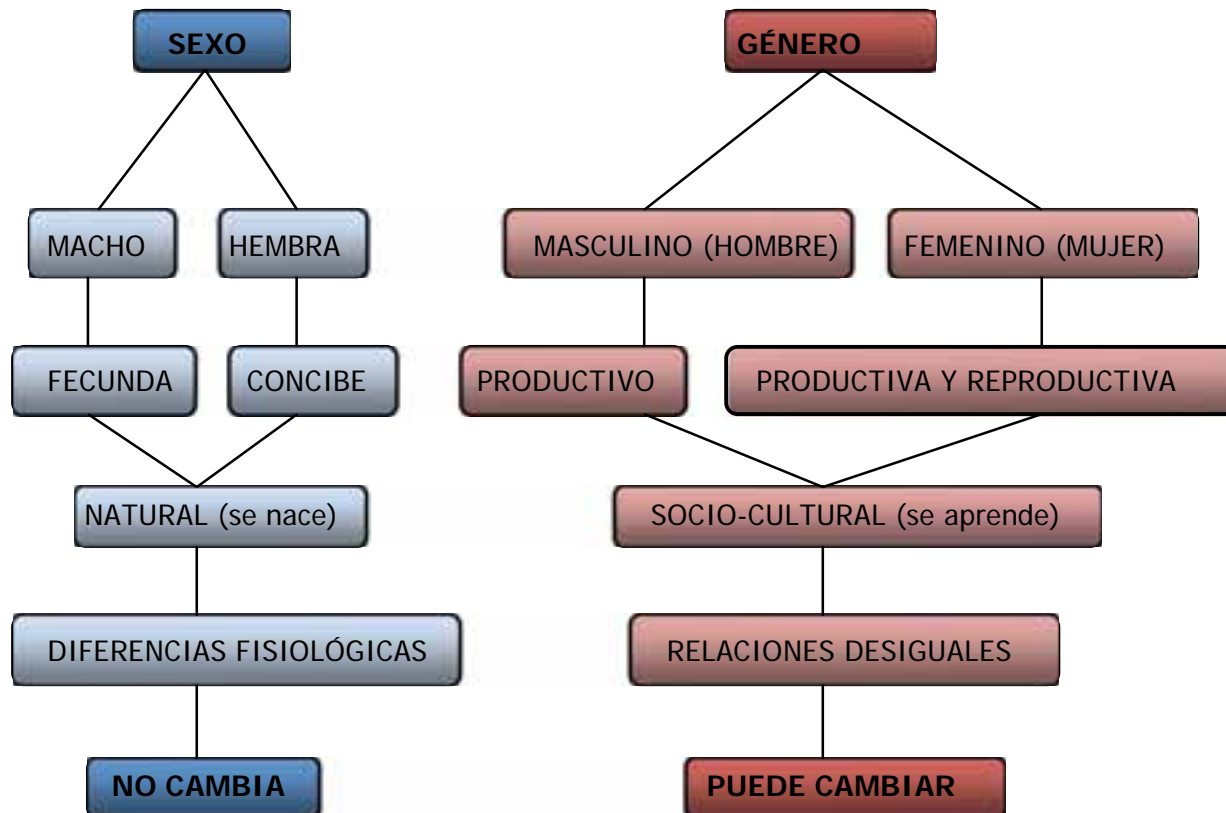 SEXO
GÉNERO
MACHO
HEMBRA
MASCULINO (HOMBRE)
FEMENINO (MUJER)
FECUNDA
CONCIBE
PRODUCTIVO
PRODUCTIVA Y REPRODUCTIVA
NATURAL (se nace)
SOCIO-CULTURAL (se aprende)
DIFERENCIAS FISIOLÓGICAS
RELACIONES DESIGUALES
NO CAMBIA
PUEDE CAMBIAR